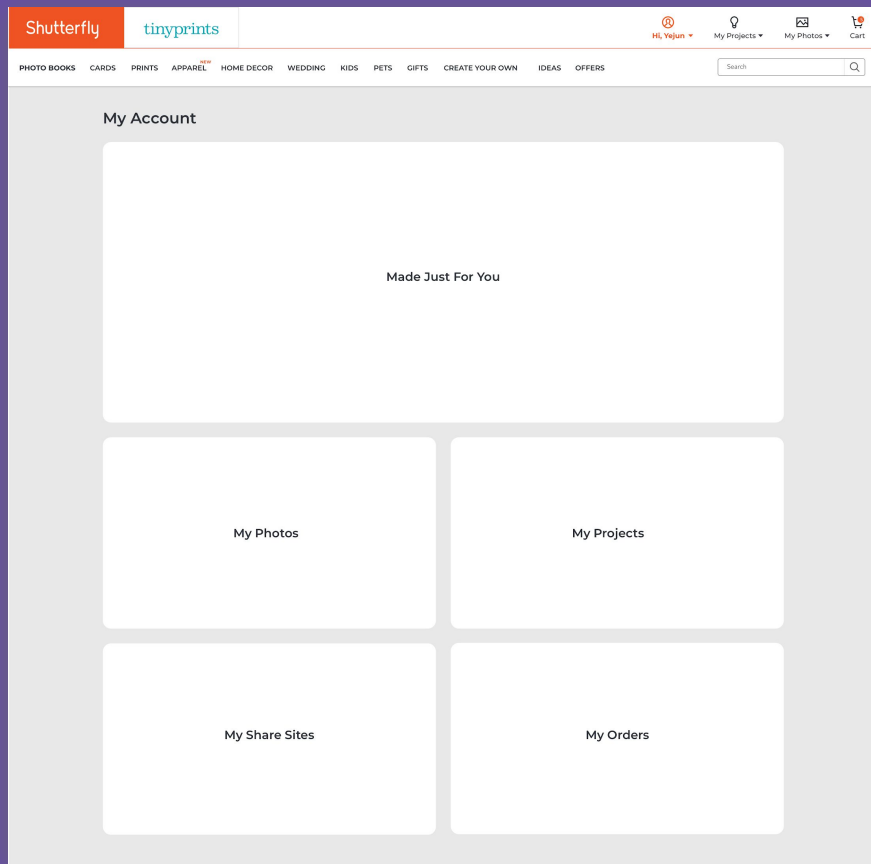 Shutterfly
tinyprints
Hi, Yejun
My Projects
My Photos
Cart
PHOTO BOOKS CARDS PRINTS APPAREL NEW HOME DECOR WEDDING KIDS PETS GIFTS CREATE YOUR OWN IDEAS OFFERS
Search
My Account
Made Just For You
My Photos
My Projects
My Share Sites
My Orders